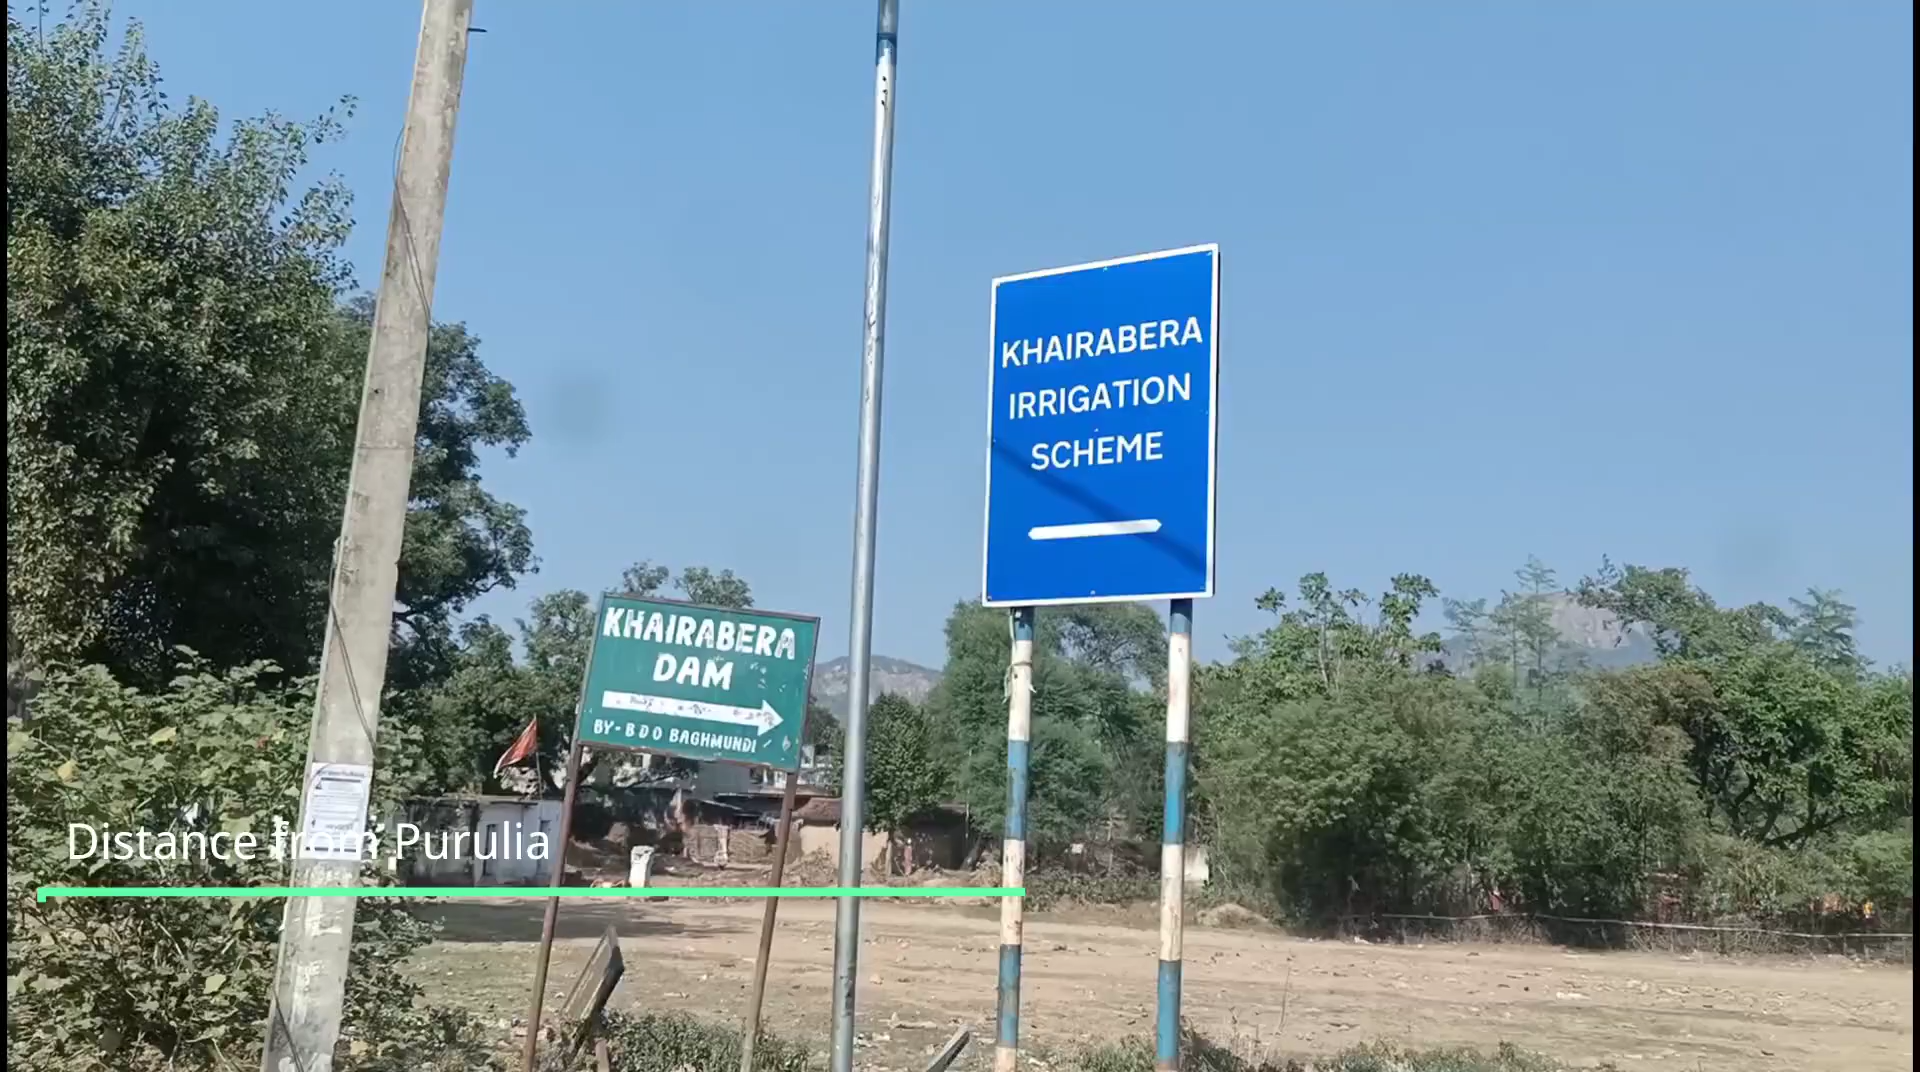 KHAIRABERA
IRRIGATION
SCHEME
KHAIRABERA
DAM
BY-BDO BAGHMUNDI
Distance from Purulia